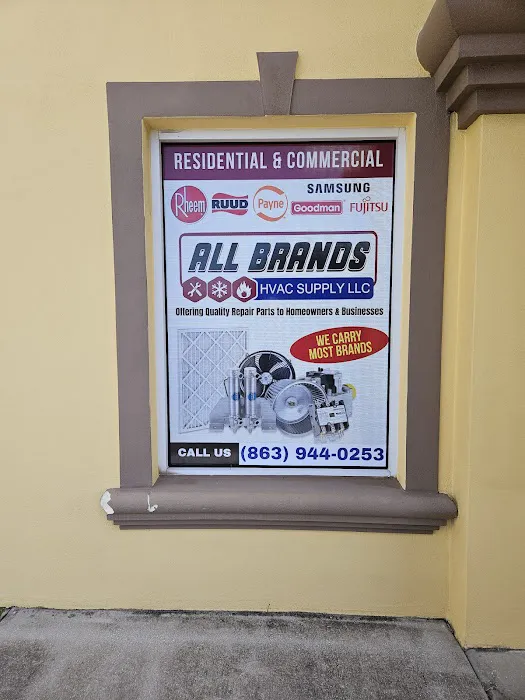 RESIDENTIAL & COMMERCIAL
SAMSUNG
Rheem RUUD Payne Goodman FUJITSU
ALL BRANDS
HVAC SUPPLY LLC
Offering Quality Repair Parts to Homeowners & Businesses
WE CARRY
MOST BRANDS
CALL US (863) 944-0253